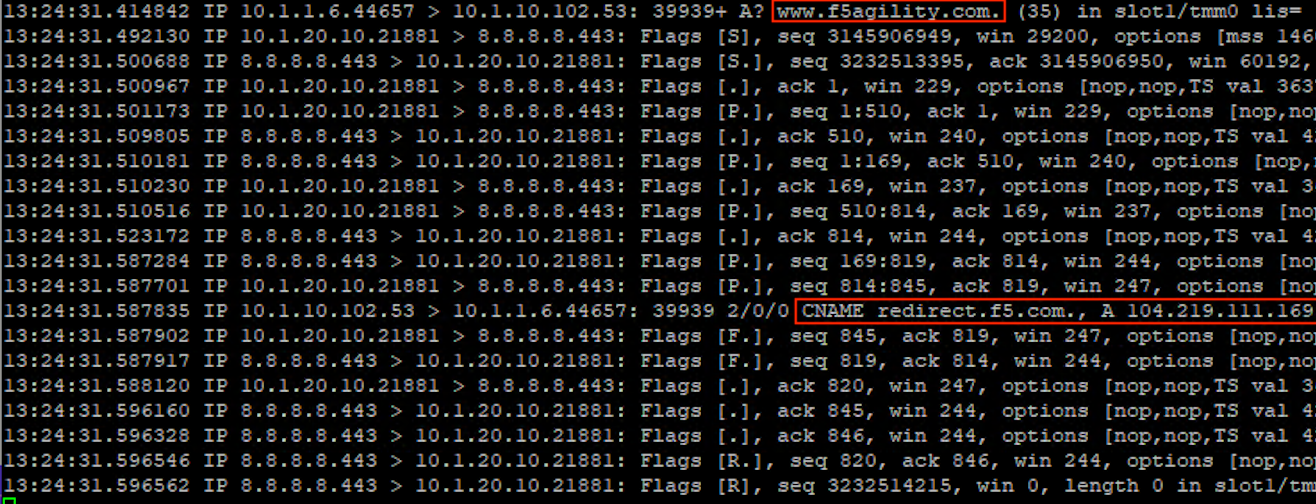 13:24:31.414842 IP 10.1.1.6.44657 > 10.1.10.102.53: 39939+ A? www.f5agility.com. (35) in slot1/tmm0 lis=
13:24:31.492130 IP 10.1.20.10.21881 > 8.8.8.8.443: Flags [S], seq 3145906949, win 29200, options [mss 146
13:24:31.500688 IP 8.8.8.8.443 > 10.1.20.10.21881: Flags [S.], seq 3232513395, ack 3145906950, win 60192,
13:24:31.500967 IP 10.1.20.10.21881 > 8.8.8.8.443: Flags [.], ack 1, win 229, options [nop,nop,TS val 363
13:24:31.501173 IP 10.1.20.10.21881 > 8.8.8.8.443: Flags [P.], seq 1:510, ack 1, win 229, options [nop,no
13:24:31.509805 IP 8.8.8.8.443 > 10.1.20.10.21881: Flags [.], ack 510, win 240, options [nop,nop,TS val 4
13:24:31.510181 IP 8.8.8.8.443 > 10.1.20.10.21881: Flags [P.], seq 1:169, ack 510, win 240, options [nop,
13:24:31.510230 IP 10.1.20.10.21881 > 8.8.8.8.443: Flags [.], ack 169, win 237, options [nop,nop,TS val 3
13:24:31.510516 IP 10.1.20.10.21881 > 8.8.8.8.443: Flags [P.], seq 510:814, ack 169, win 237, options [no
13:24:31.523172 IP 8.8.8.8.443 > 10.1.20.10.21881: Flags [.], ack 814, win 244, options [nop,nop,TS val 4
13:24:31.587284 IP 8.8.8.8.443 > 10.1.20.10.21881: Flags [P.], seq 169:819, ack 814, win 244, options [no
13:24:31.587701 IP 10.1.20.10.21881 > 8.8.8.8.443: Flags [P.], seq 814:845, ack 819, win 247, options [no
13:24:31.587835 IP 10.1.10.102.53 > 10.1.1.6.44657: 39939 2/0/0 CNAME redirect.f5.com., A 104.219.111.169
13:24:31.587902 IP 10.1.20.10.21881 > 8.8.8.8.443: Flags [F.], seq 845, ack 819, win 247, options [nop,no
13:24:31.587917 IP 8.8.8.8.443 > 10.1.20.10.21881: Flags [F.], seq 819, ack 814, win 244, options [nop,no
13:24:31.588120 IP 10.1.20.10.21881 > 8.8.8.8.443: Flags [.], ack 820, win 247, options [nop,nop,TS val 3
13:24:31.596160 IP 8.8.8.8.443 > 10.1.20.10.21881: Flags [.], ack 845, win 244, options [nop,nop,TS val 4
13:24:31.596328 IP 8.8.8.8.443 > 10.1.20.10.21881: Flags [.], ack 846, win 244, options [nop,nop,TS val 4
13:24:31.596546 IP 8.8.8.8.443 > 10.1.20.10.21881: Flags [R.], seq 820, ack 846, win 244, options [nop,no
13:24:31.596562 IP 8.8.8.8.443 > 10.1.20.10.21881: Flags [R], seq 3232514215, win 0, length 0 in slot1/tm